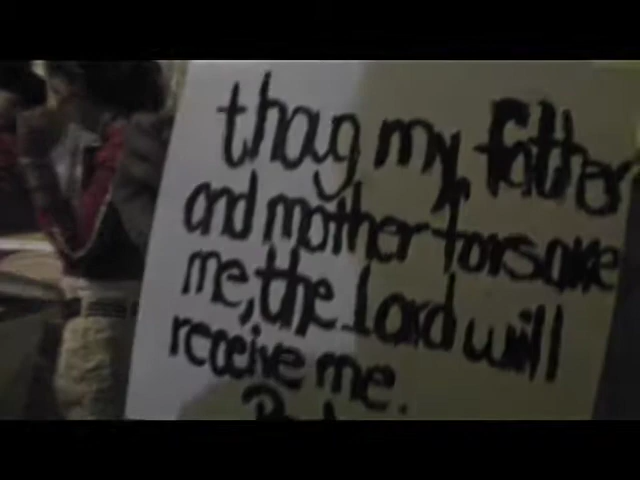 thoug my father
and mother forsake
me, the Lord will
receive me.